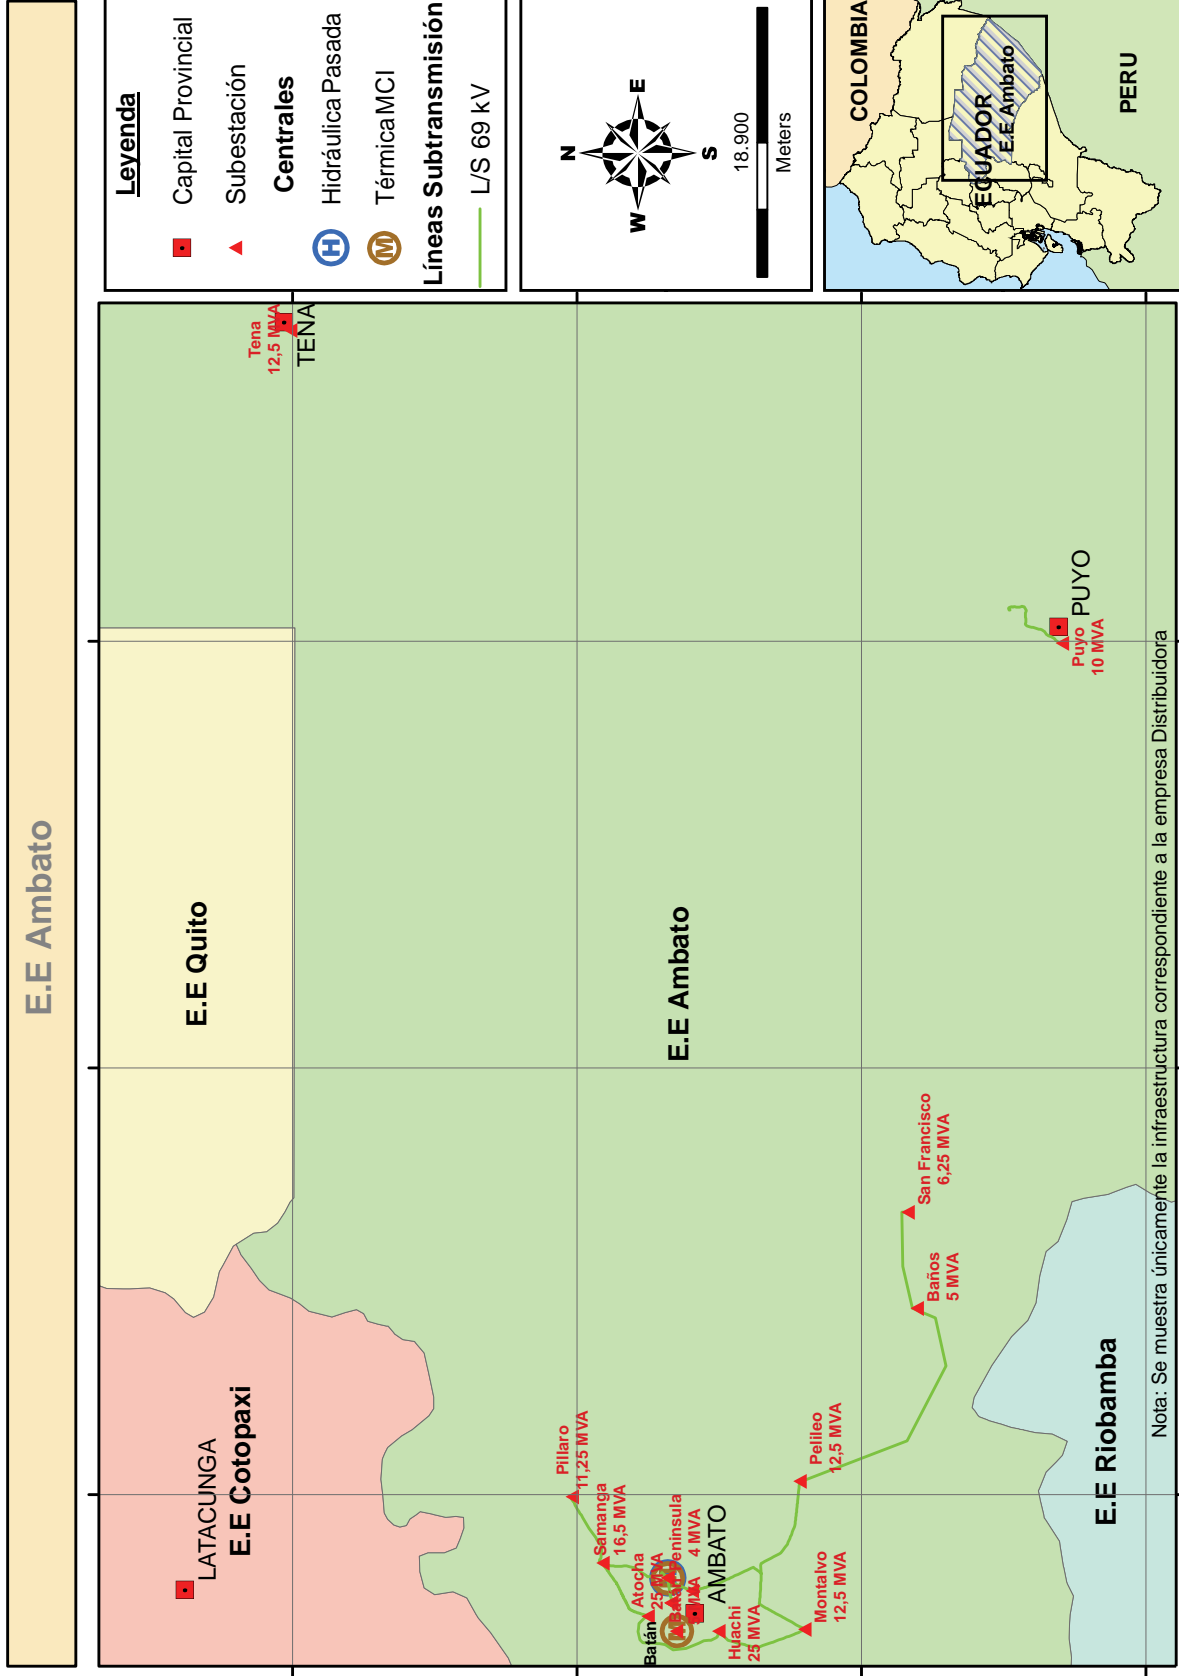 E.E Ambato
E.E Quito
LATACUNGA
E.E Cotopaxi
Tena
12,5 MVA
TENA
E.E Ambato
Pillaro
11,25 MVA
Samanga
16,5 MVA
Atocha
25 MVA
Península
4 MVA
Batán
AMBATO
Huachi
25 MVA
Montalvo
12,5 MVA
Pelileo
12,5 MVA
Baños
5 MVA
San Francisco
6,25 MVA
Puyo
10 MVA
PUYO
E.E Riobamba
Nota: Se muestra únicamente la infraestructura correspondiente a la empresa Distribuidora
Leyenda
Capital Provincial
Subestación
Centrales
H Hidráulica Pasada
M Térmica MCI
Líneas Subtransmisión
L/S 69 kV
N
W E
S
18.900
Meters
COLOMBIA
ECUADOR
E.E Ambato
PERU